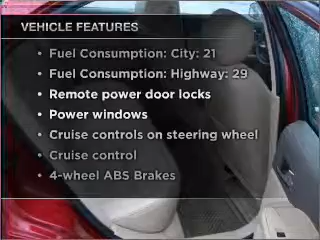 VEHICLE FEATURES
• Fuel Consumption: City: 21
• Fuel Consumption: Highway: 29
• Remote power door locks
• Power windows
• Cruise controls on steering wheel
• Cruise control
• 4-wheel ABS Brakes